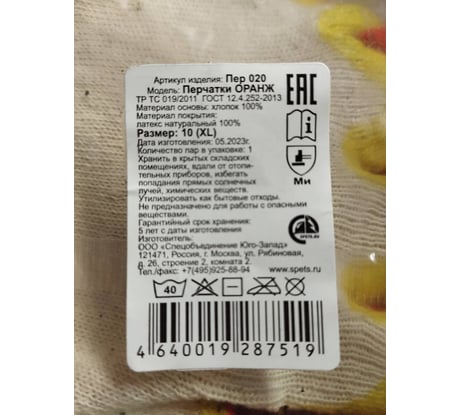 Артикул изделия: Пер 020
Модель: Перчатки ОРАНЖ
ТР ТС 019/2011 ГОСТ 12.4.252-2013
Материал основы: хлопок 100%
Материал покрытия:
латекс натуральный 100%
Размер: 10 (XL)
Дата изготовления: 05.2023г.
Количество пар в упаковке: 1
Хранить в крытых складских
помещениях, вдали от отопи-
тельных приборов, избегать
попадания прямых солнечных
лучей, химических веществ.
Утилизировать как бытовые отходы.
Не предназначено для работы с опасными
веществами.
Гарантийный срок хранения:
5 лет с даты изготовления
Изготовитель:
ООО «Спецобъединение Юго-Запад»
121471, Россия, г. Москва, ул. Рябиновая,
д. 26, строение 2, комната 2.
Тел./факс: +7(495)925-88-94 www.spets.ru
EAC
i
Ми
SPETS.RU
40
4 640019 287519